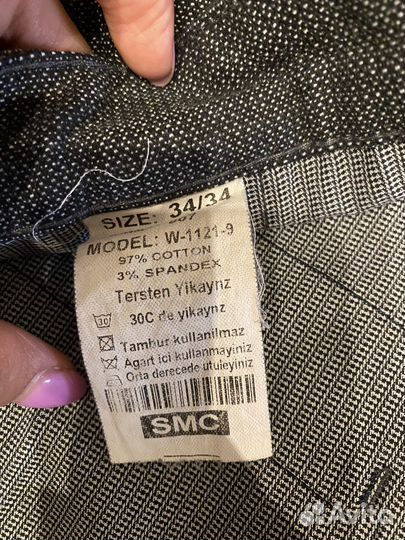 SIZE: 34/34
MODEL: W-1121-9
97% COTTON
3% SPANDEX
Tersten Yikaynz
30
30C de yikaynz
Tambur kullanilmaz
Agart ici kullanmayiniz
Orta derecede utuleyiniz
SMC
Avito